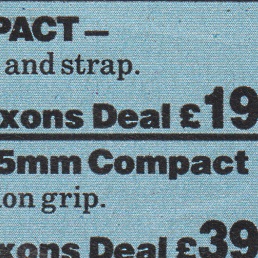 PACT –
and strap.
xons Deal £19
5mm Compact
on grip.
xons Deal £39